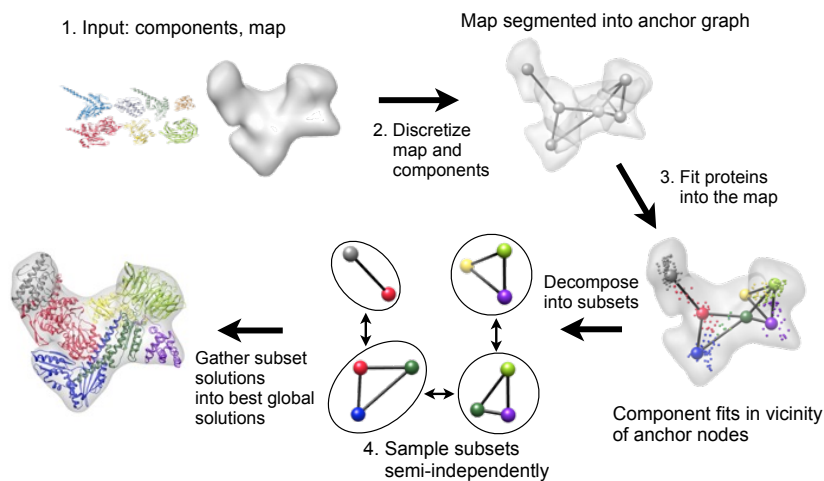 1. Input: components, map
Map segmented into anchor graph
2. Discretize
map and
components
3. Fit proteins
into the map
Decompose
into subsets
Component fits in vicinity
of anchor nodes
4. Sample subsets
semi-independently
Gather subset
solutions
into best global
solutions